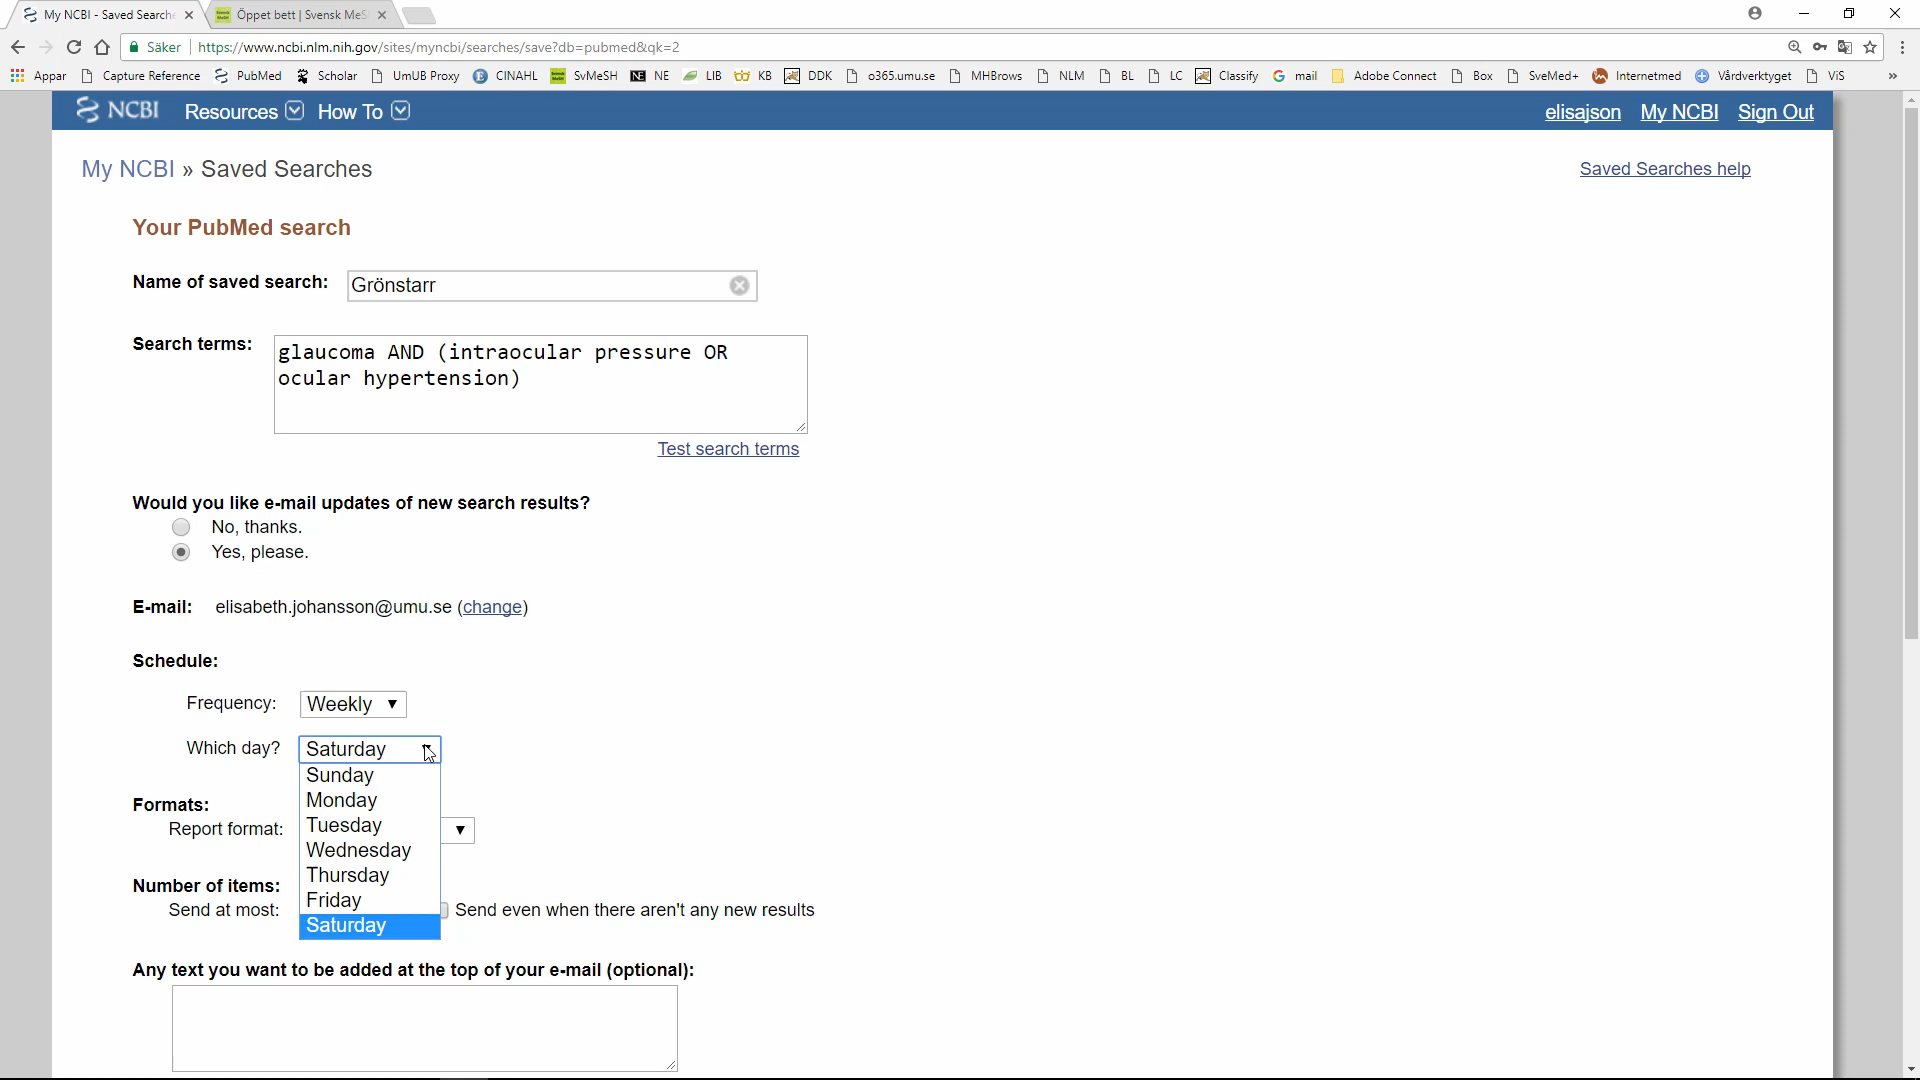 My NCBI - Saved Search
Öppet bett | Svensk MeS
Säker
https://www.ncbi.nlm.nih.gov/sites/myncbi/searches/save?db=pubmed&qk=2
Appar Capture Reference PubMed Scholar UmUB Proxy CINAHL SvMeSH NE NE LIB KB DDK o365.umu.se MHBrows NLM BL LC Classify mail Adobe Connect Box SveMed+ Internetmed Vårdverktyget ViS »
NCBI Resources How To elisajson My NCBI Sign Out
My NCBI » Saved Searches
Saved Searches help
Your PubMed search
Name of saved search: Grönstarr
Search terms: glaucoma AND (intraocular pressure OR
ocular hypertension)
Test search terms
Would you like e-mail updates of new search results?
No, thanks.
Yes, please.
E-mail: elisabeth.johansson@umu.se (change)
Schedule:
Frequency: Weekly
Which day? Saturday
Sunday
Monday
Tuesday
Wednesday
Thursday
Friday
Saturday
Formats:
Report format:
Number of items:
Send at most: Send even when there aren't any new results
Any text you want to be added at the top of your e-mail (optional):